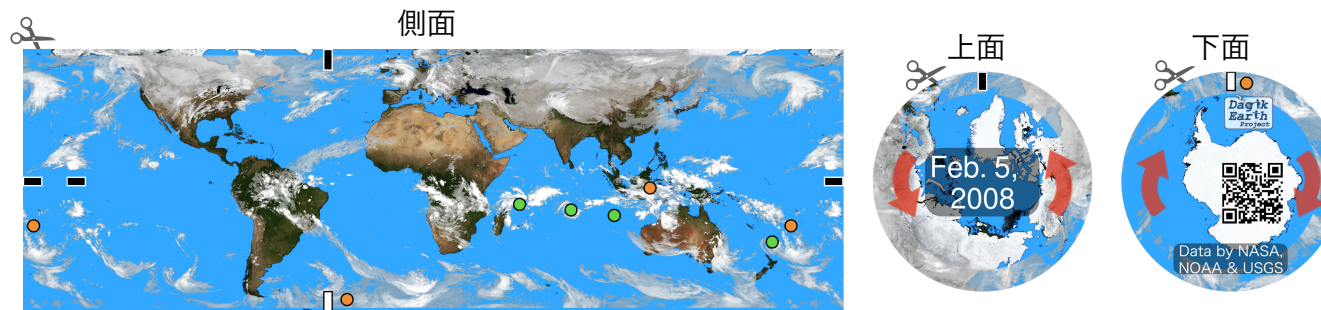 側面
上面
Feb. 5,
2008
下面
Dagik
Earth
Project
Data by NASA,
NOAA & USGS